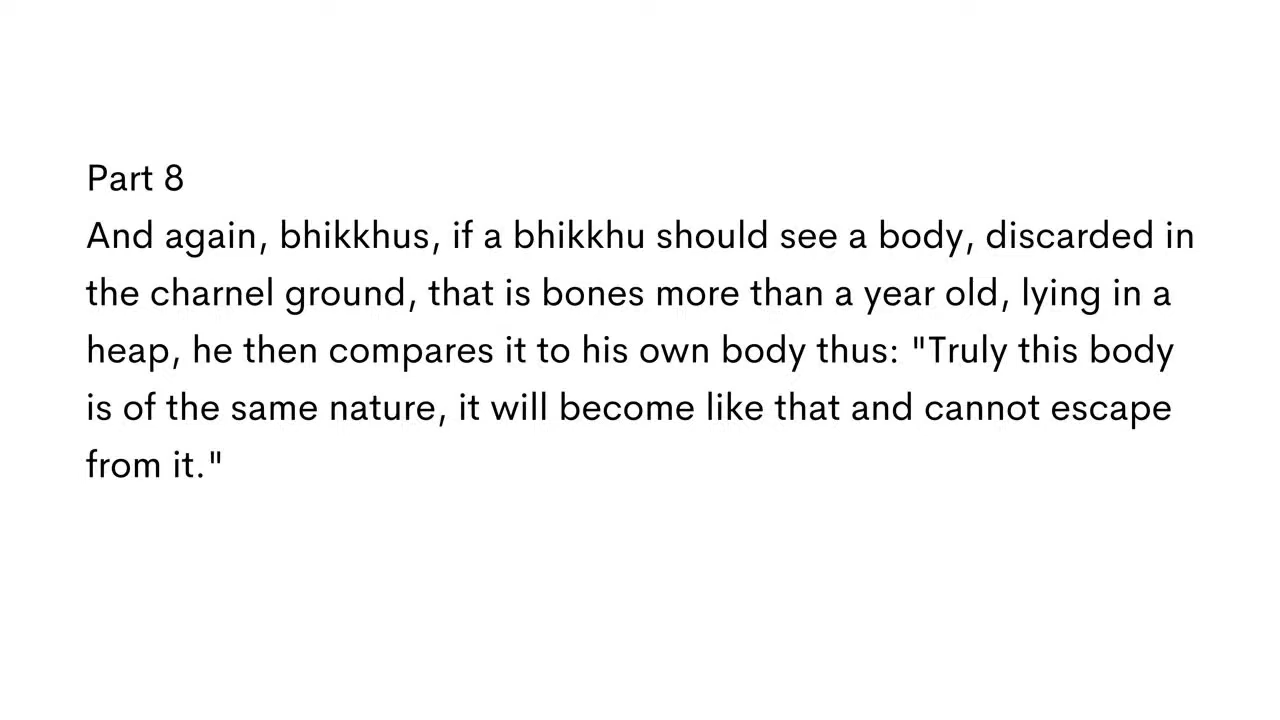 Part 8
And again, bhikkhus, if a bhikkhu should see a body, discarded in
the charnel ground, that is bones more than a year old, lying in a
heap, he then compares it to his own body thus: "Truly this body
is of the same nature, it will become like that and cannot escape
from it."